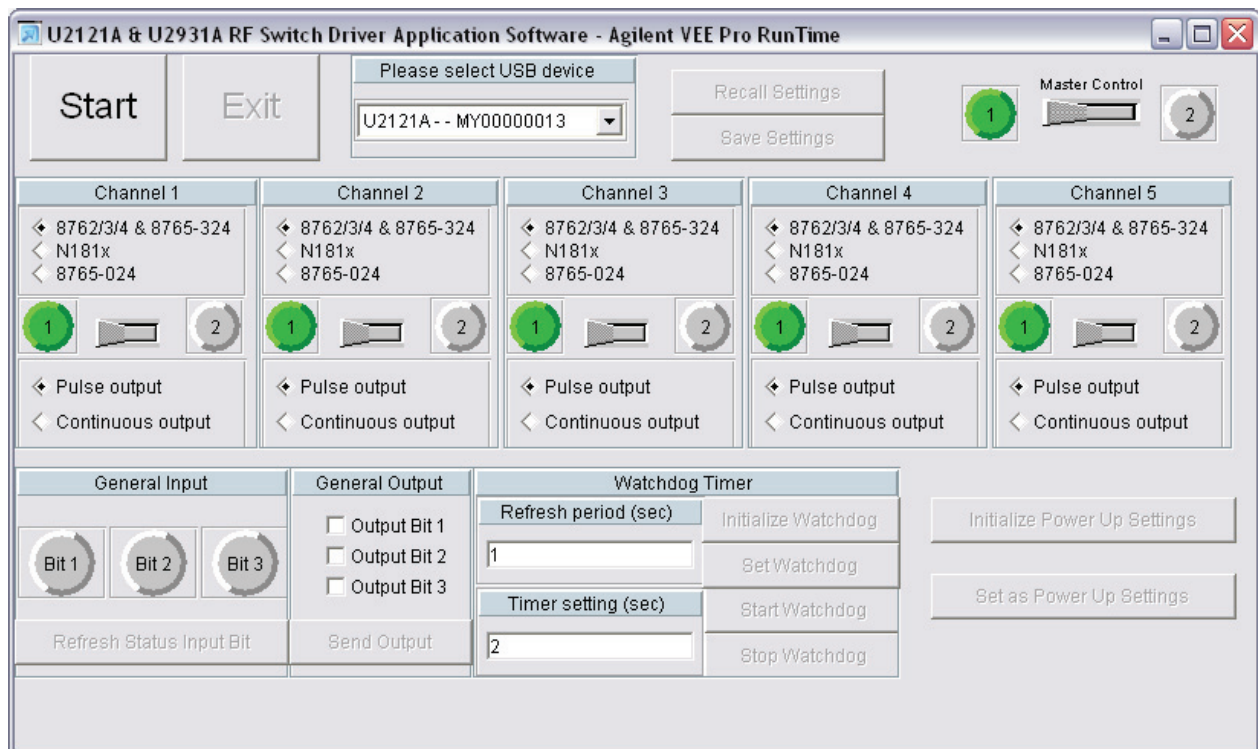 U2121A & U2931A RF Switch Driver Application Software - Agilent VEE Pro RunTime
Start
Exit
Please select USB device
U2121A - - MY00000013
Recall Settings
Save Settings
1
Master Control
2
Channel 1
8762/3/4 & 8765-324
N181x
8765-024
1
2
Pulse output
Continuous output
Channel 2
8762/3/4 & 8765-324
N181x
8765-024
1
2
Pulse output
Continuous output
Channel 3
8762/3/4 & 8765-324
N181x
8765-024
1
2
Pulse output
Continuous output
Channel 4
8762/3/4 & 8765-324
N181x
8765-024
1
2
Pulse output
Continuous output
Channel 5
8762/3/4 & 8765-324
N181x
8765-024
1
2
Pulse output
Continuous output
General Input
Bit 1
Bit 2
Bit 3
Refresh Status Input Bit
General Output
Output Bit 1
Output Bit 2
Output Bit 3
Send Output
Watchdog Timer
Refresh period (sec)
1
Timer setting (sec)
2
Initialize Watchdog
Set Watchdog
Start Watchdog
Stop Watchdog
Initialize Power Up Settings
Set as Power Up Settings